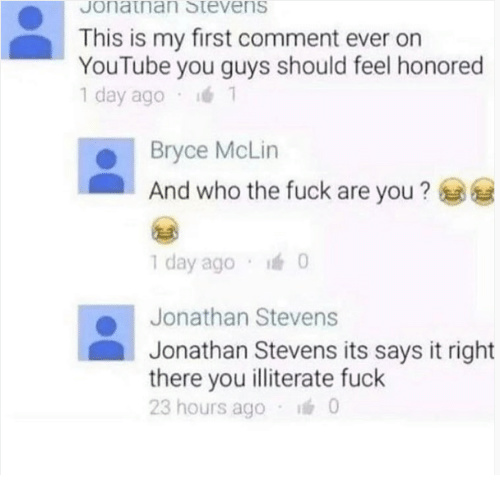 Jonathan Stevens
This is my first comment ever on
YouTube you guys should feel honored
1 day ago · 1
Bryce McLin
And who the fuck are you ? 😂😂
😂
1 day ago · 0
Jonathan Stevens
Jonathan Stevens its says it right
there you illiterate fuck
23 hours ago · 0